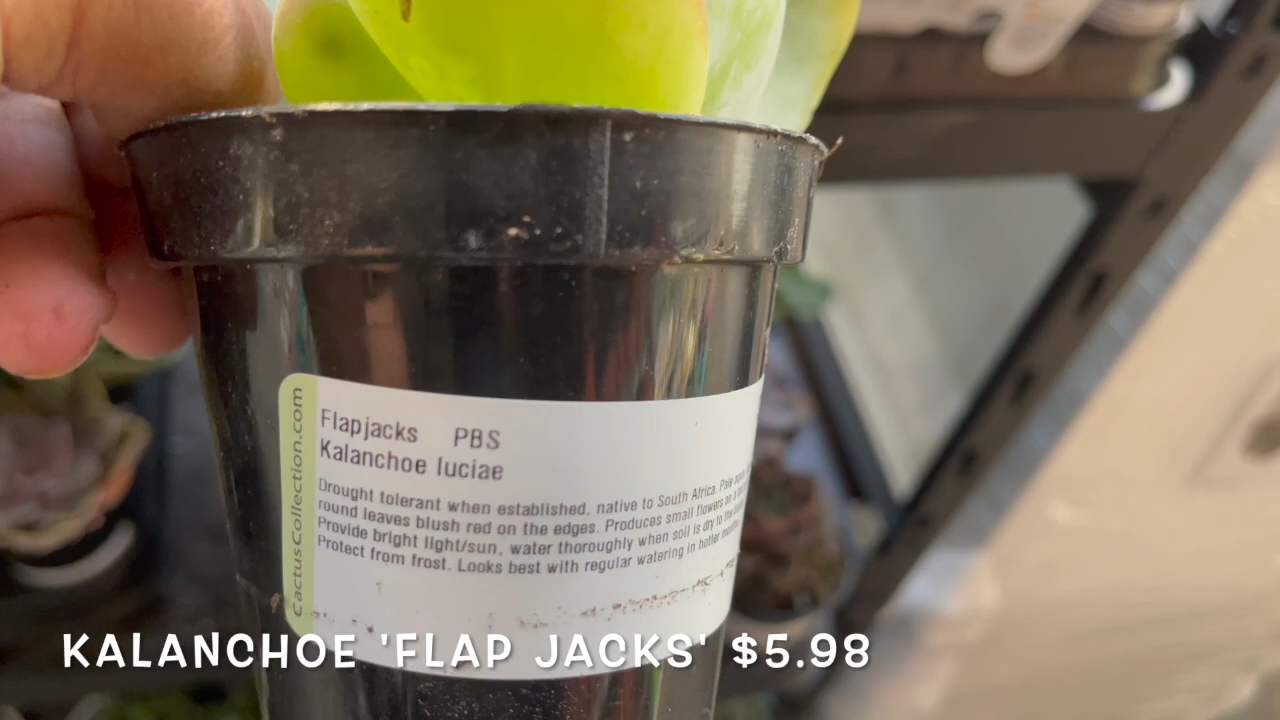 CactusCollection.com
Flapjacks PBS
Kalanchoe luciae
Drought tolerant when established, native to South Africa. Pale
round leaves blush red on the edges. Produces small flowers on a
Provide bright light/sun, water thoroughly when soil is dry to the
Protect from frost. Looks best with regular watering in hotter
KALANCHOE 'FLAP JACKS' $5.98